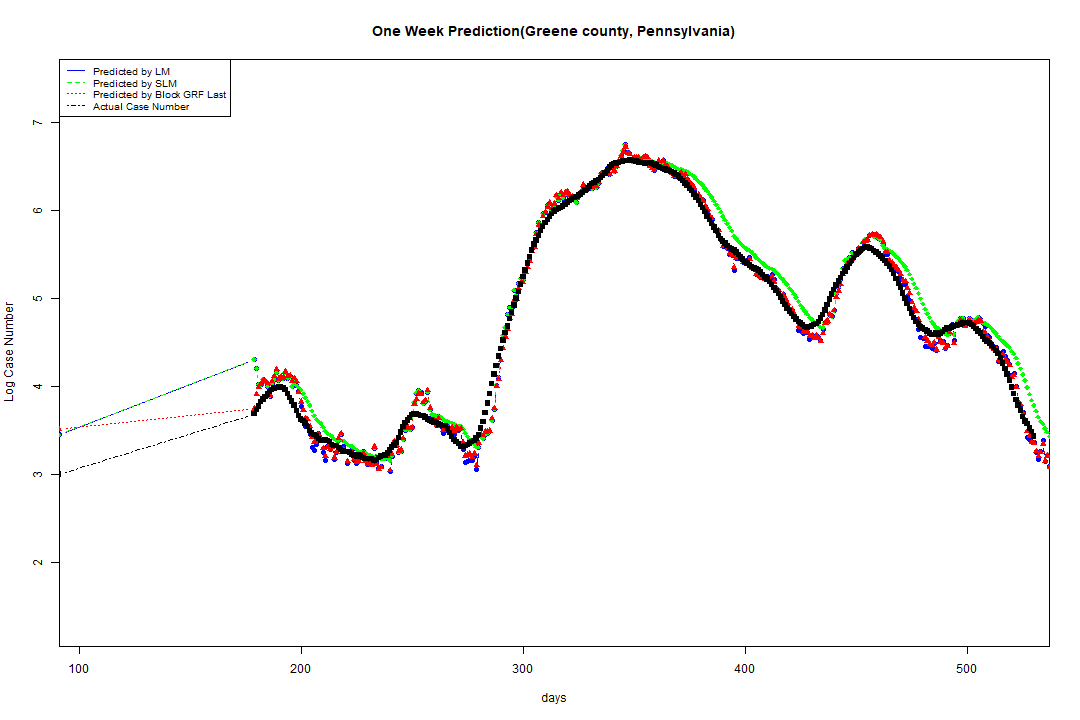 One Week Prediction(Greene county, Pennsylvania)
Predicted by LM
Predicted by SLM
Predicted by Block GRF Last
Actual Case Number
7
6
5
4
3
2
Log Case Number
100 200 300 400 500
days